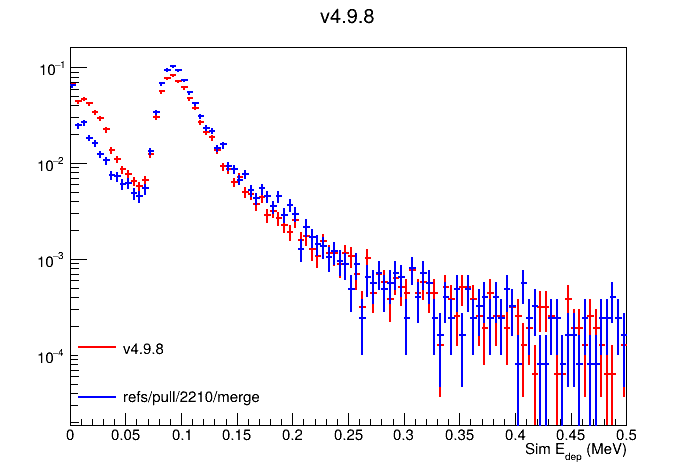 v4.9.8
10⁻¹
10⁻²
10⁻³
10⁻⁴
v4.9.8
refs/pull/2210/merge
0 0.05 0.1 0.15 0.2 0.25 0.3 0.35 0.4 0.45 0.5
Sim E_dep (MeV)